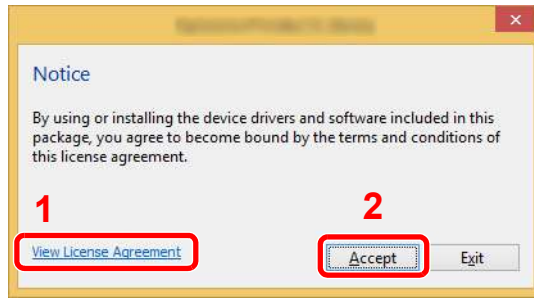 Notice
By using or installing the device drivers and software included in this
package, you agree to become bound by the terms and conditions of
this license agreement.
1
2
View License Agreement
Accept
Exit